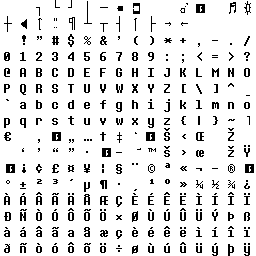 ┐ └ ┘ │ ─ ▪ ◘ ♂ ♬ ☼
┼ ◀ ↕ ¶ ┴ ┬ ┤ ├ → ←
! " # $ % & ' ( ) * + , - . /
0 1 2 3 4 5 6 7 8 9 : ; < = > ?
@ A B C D E F G H I J K L M N O
P Q R S T U V W X Y Z [ \ ] ^ _
` a b c d e f g h i j k l m n o
p q r s t u v w x y z { | } ~
€ ‚ „ … † ‡ ˆ Š ‹ Œ Ž
‘ ’ “ ” – ˜ ™ š › œ ž Ÿ
¡ ¢ £ ¤ ¥ ¦ § ¨ © ª « ¬ - ® ¯
° ± ² ³ ´ µ ¶ · ¸ ¹ º » ¼ ½ ¾ ¿
À Á Â Ã Ä Å Æ Ç È É Ê Ë Ì Í Î Ï
Ð Ñ Ò Ó Ô Õ Ö × Ø Ù Ú Û Ü Ý Þ ß
à á â ã ä å æ ç è é ê ë ì í î ï
ð ñ ò ó ô õ ö ÷ ø ù ú û ü ý þ ÿ